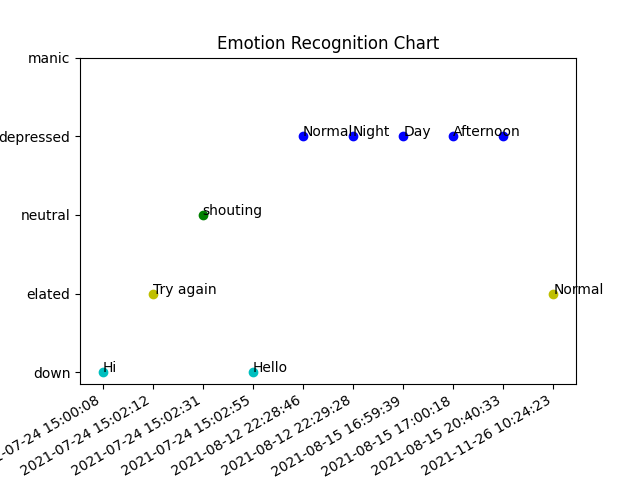 Emotion Recognition Chart
manic
depressed
neutral
elated
down
Normal
Night
Day
Afternoon
shouting
Try again
Normal
Hi
Hello
-07-24 15:00:08
2021-07-24 15:02:12
2021-07-24 15:02:31
2021-07-24 15:02:55
2021-08-12 22:28:46
2021-08-12 22:29:28
2021-08-15 16:59:39
2021-08-15 17:00:18
2021-08-15 20:40:33
2021-11-26 10:24:23